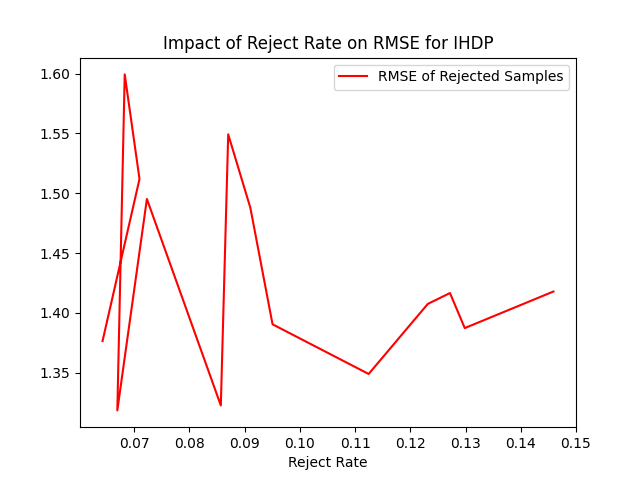 Impact of Reject Rate on RMSE for IHDP
RMSE of Rejected Samples
1.60
1.55
1.50
1.45
1.40
1.35
0.07 0.08 0.09 0.10 0.11 0.12 0.13 0.14 0.15
Reject Rate